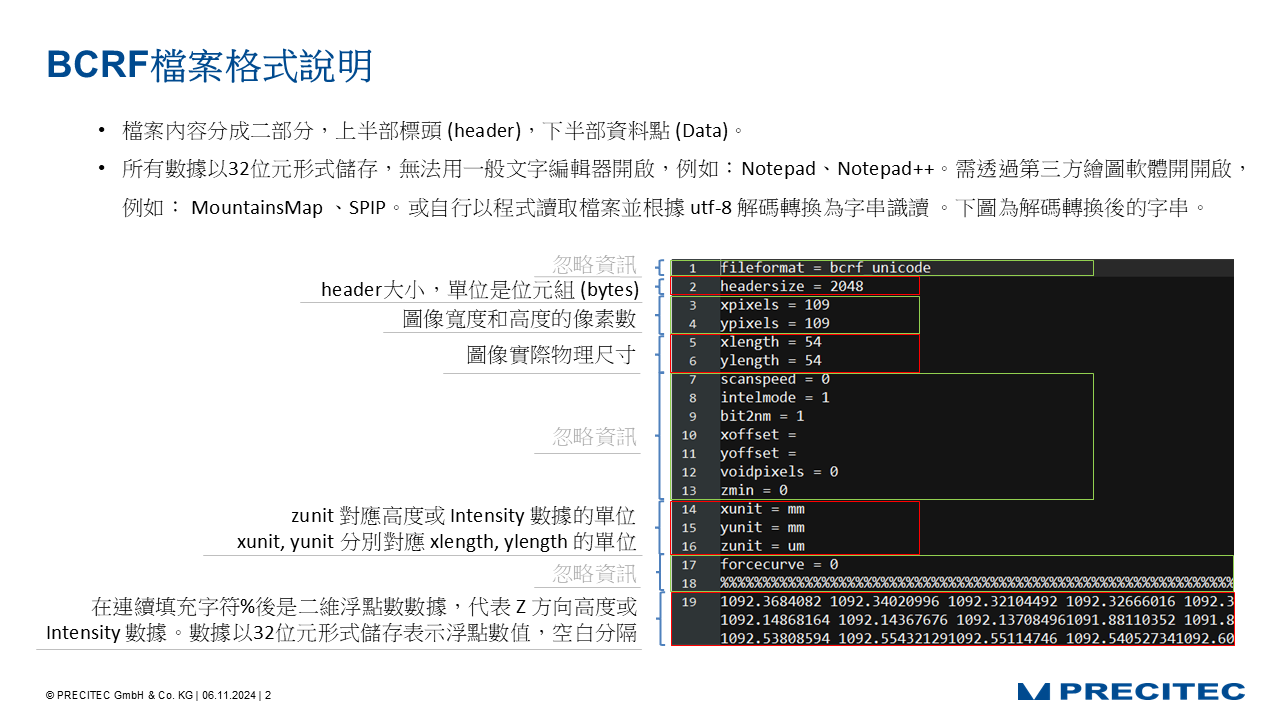 BCRF檔案格式說明
• 檔案內容分成二部分，上半部標頭 (header)，下半部資料點 (Data)。
• 所有數據以32位元形式儲存，無法用一般文字編輯器開啟，例如：Notepad、Notepad++。需透過第三方繪圖軟體開開啟，
例如： MountainsMap 、SPIP。或自行以程式讀取檔案並根據 utf-8 解碼轉換為字串識讀 。下圖為解碼轉換後的字串。
忽略資訊
header大小，單位是位元組 (bytes)
圖像寬度和高度的像素數
圖像實際物理尺寸
忽略資訊
zunit 對應高度或 Intensity 數據的單位
xunit, yunit 分別對應 xlength, ylength 的單位
忽略資訊
在連續填充字符%後是二維浮點數數據，代表 Z 方向高度或
Intensity 數據。數據以32位元形式儲存表示浮點數值，空白分隔
1 fileformat = bcrf unicode
2 headersize = 2048
3 xpixels = 109
4 ypixels = 109
5 xlength = 54
6 ylength = 54
7 scanspeed = 0
8 intelmode = 1
9 bit2nm = 1
10 xoffset =
11 yoffset =
12 voidpixels = 0
13 zmin = 0
14 xunit = mm
15 yunit = mm
16 zunit = um
17 forcecurve = 0
18 %%%%%%%%%%%%%%%%%%%%%%%%%%%%%%%%%%%%%%%%%%%%%%%%%%%%%%%%%%%%%
19 1092.3684082 1092.34020996 1092.32104492 1092.32666016 1092.3
1092.14868164 1092.14367676 1092.137084961091.88110352 1091.8
1092.53808594 1092.554321291092.55114746 1092.540527341092.60
© PRECITEC GmbH & Co. KG | 06.11.2024 | 2
PRECITEC